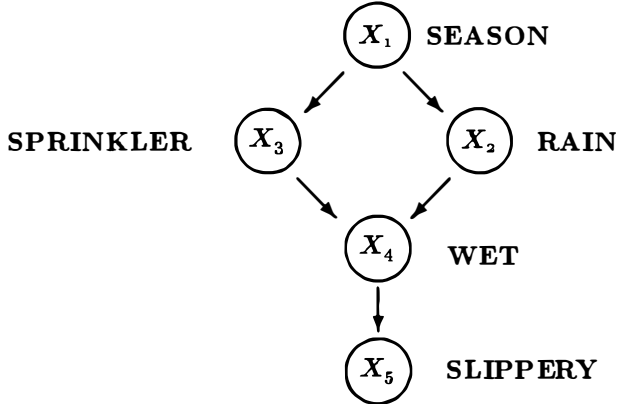 X₁ SEASON
SPRINKLER X₃ X₂ RAIN
X₄ WET
X₅ SLIPPERY